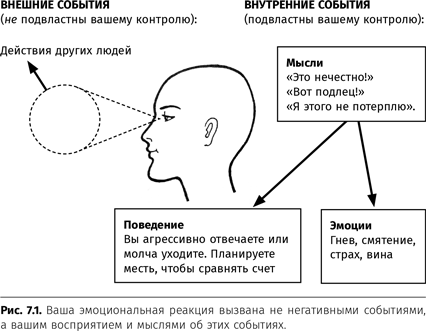 ВНЕШНИЕ СОБЫТИЯ
(не подвластны вашему контролю):
Действия других людей
ВНУТРЕННИЕ СОБЫТИЯ
(подвластны вашему контролю):
Мысли
«Это нечестно!»
«Вот подлец!»
«Я этого не потерплю».
Поведение
Вы агрессивно отвечаете или
молча уходите. Планируете
месть, чтобы сравнять счет
Эмоции
Гнев, смятение,
страх, вина
Рис. 7.1. Ваша эмоциональная реакция вызвана не негативными событиями,
а вашим восприятием и мыслями об этих событиях.